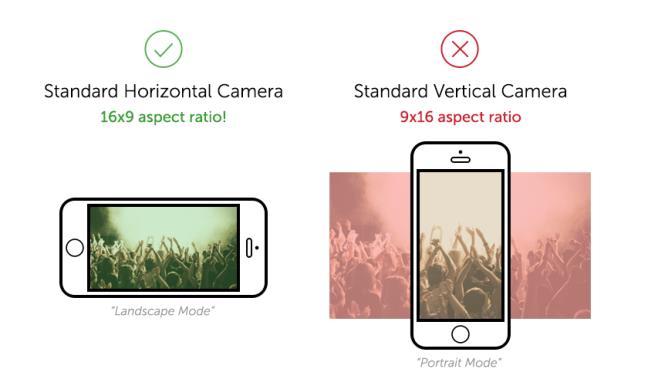 Standard Horizontal Camera
16x9 aspect ratio!
"Landscape Mode"
Standard Vertical Camera
9x16 aspect ratio
"Portrait Mode"